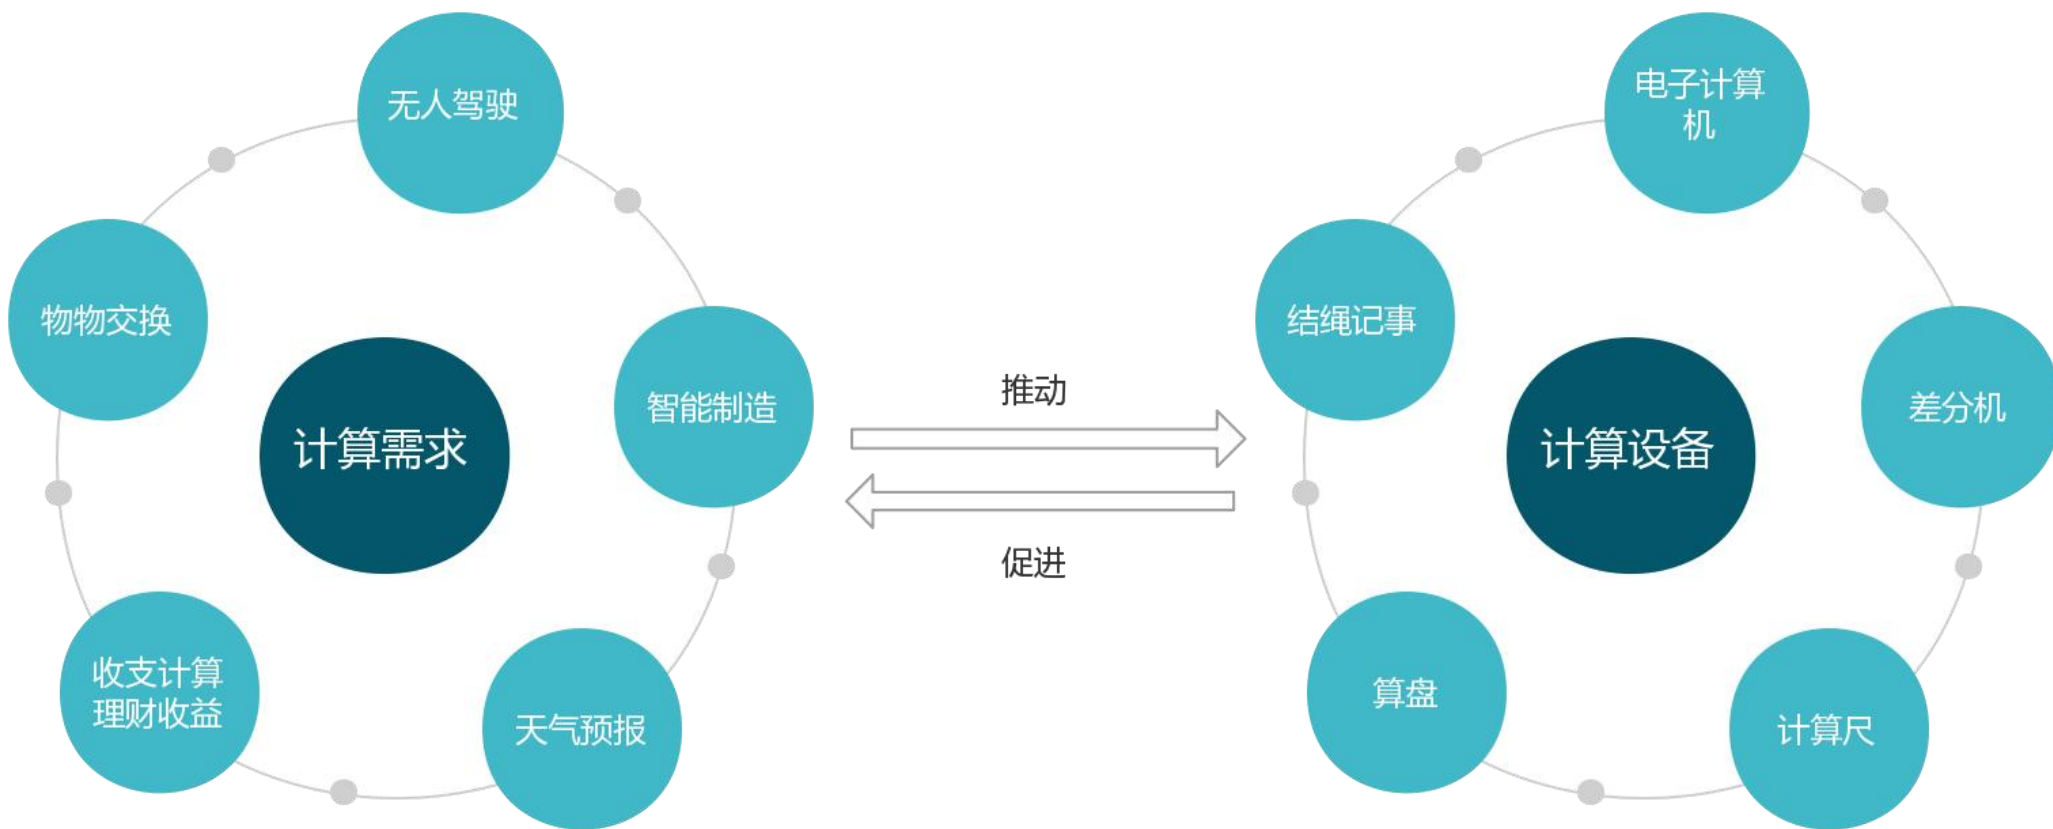 无人驾驶
物物交换
计算需求
智能制造
收支计算
理财收益
天气预报
推动
促进
电子计算
机
结绳记事
计算设备
差分机
算盘
计算尺